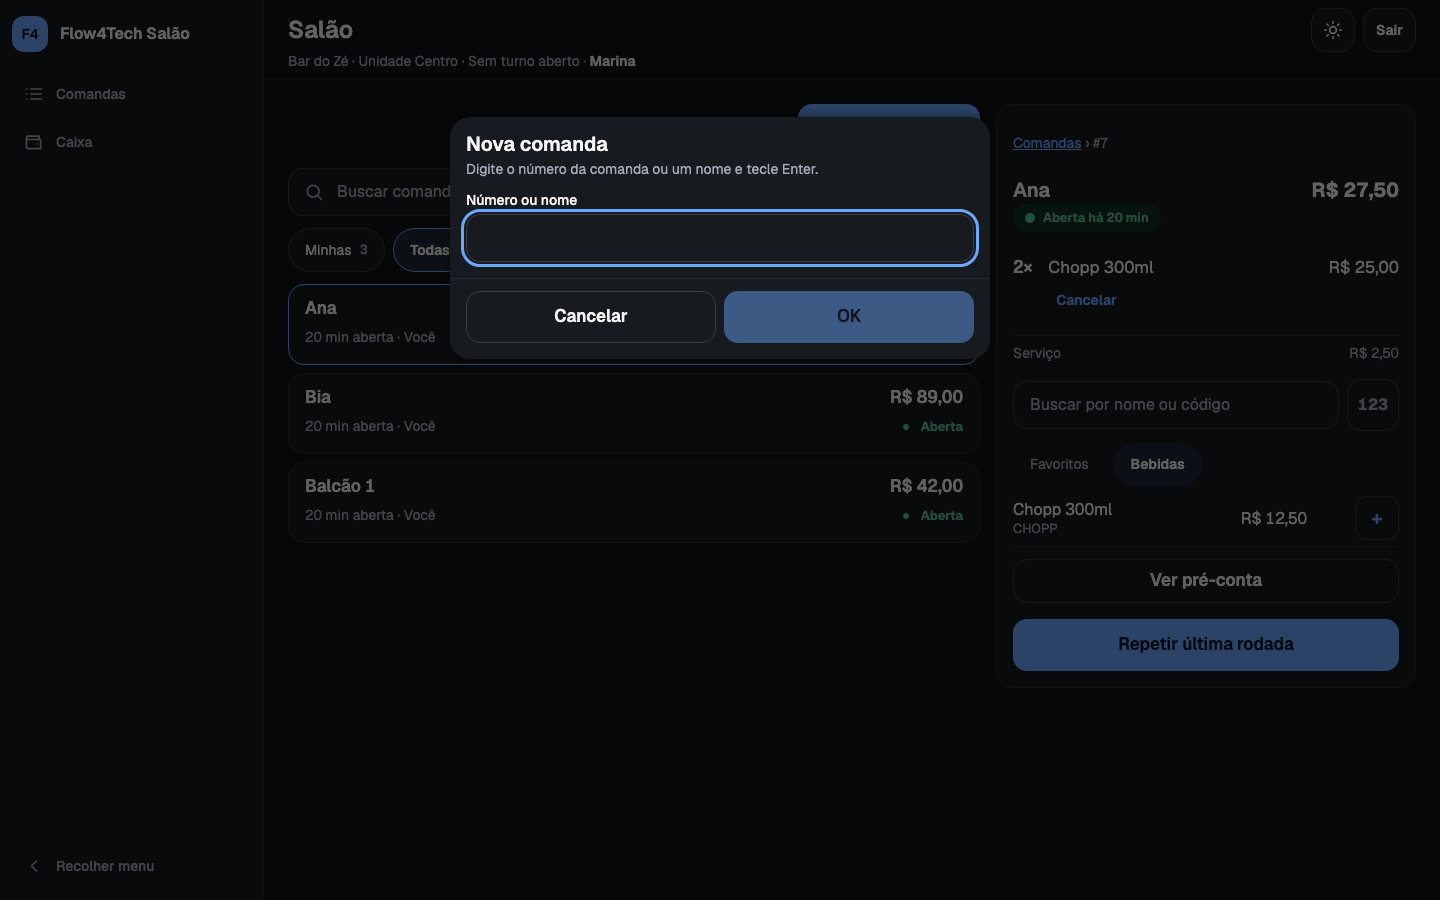 F4
Flow4Tech Salão
Comandas
Caixa
Recolher menu
Salão
Bar do Zé · Unidade Centro · Sem turno aberto · Marina
Sair
Buscar comand
Minhas 3
Todas
Ana
20 min aberta · Você
Bia
R$ 89,00
20 min aberta · Você
Aberta
Balcão 1
R$ 42,00
20 min aberta · Você
Aberta
Nova comanda
Digite o número da comanda ou um nome e tecle Enter.
Número ou nome
Cancelar
OK
Comandas › #7
Ana
R$ 27,50
Aberta há 20 min
2× Chopp 300ml
R$ 25,00
Cancelar
Serviço
R$ 2,50
Buscar por nome ou código
123
Favoritos
Bebidas
Chopp 300ml
CHOPP
R$ 12,50
+
Ver pré-conta
Repetir última rodada